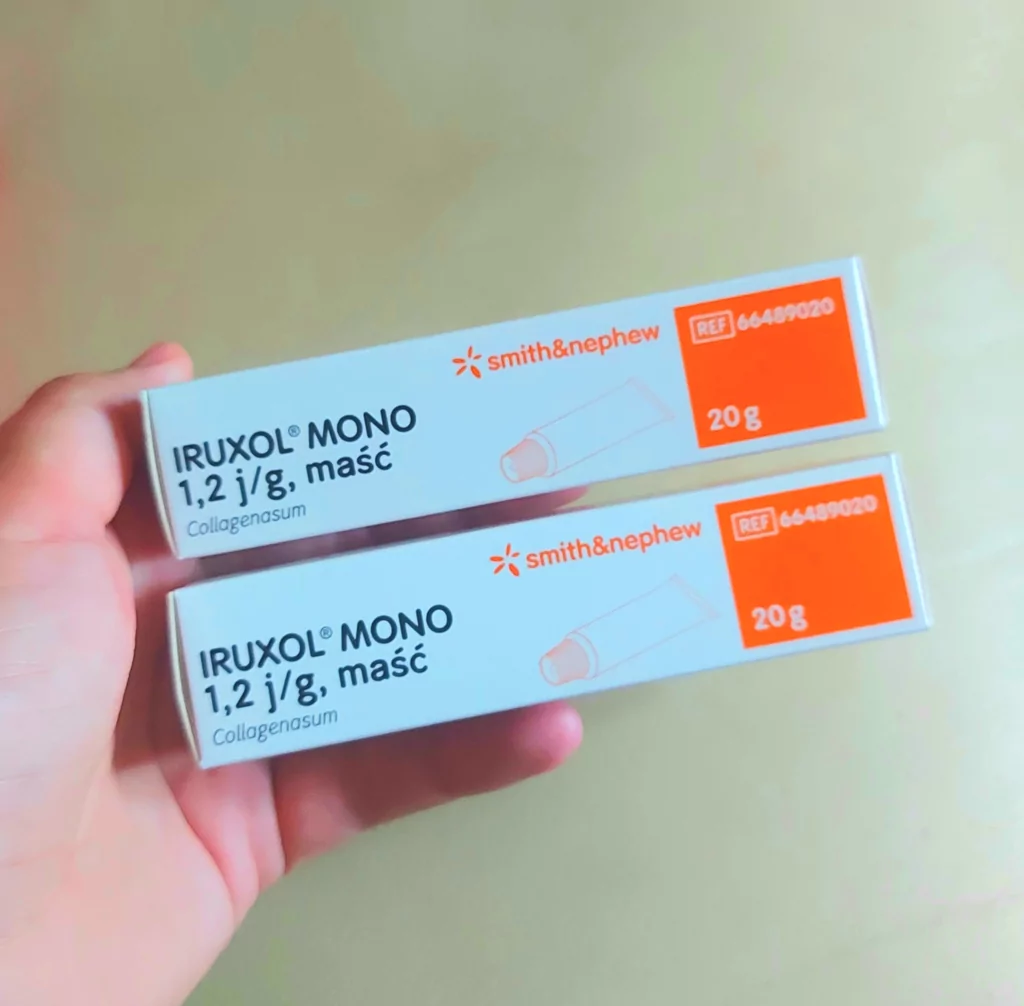 smith&nephew
REF 66489020
IRUXOL® MONO
1,2 j/g, maść
Collagenasum
20 g
smith&nephew
REF 66489020
IRUXOL® MONO
1,2 j/g, maść
Collagenasum
20 g